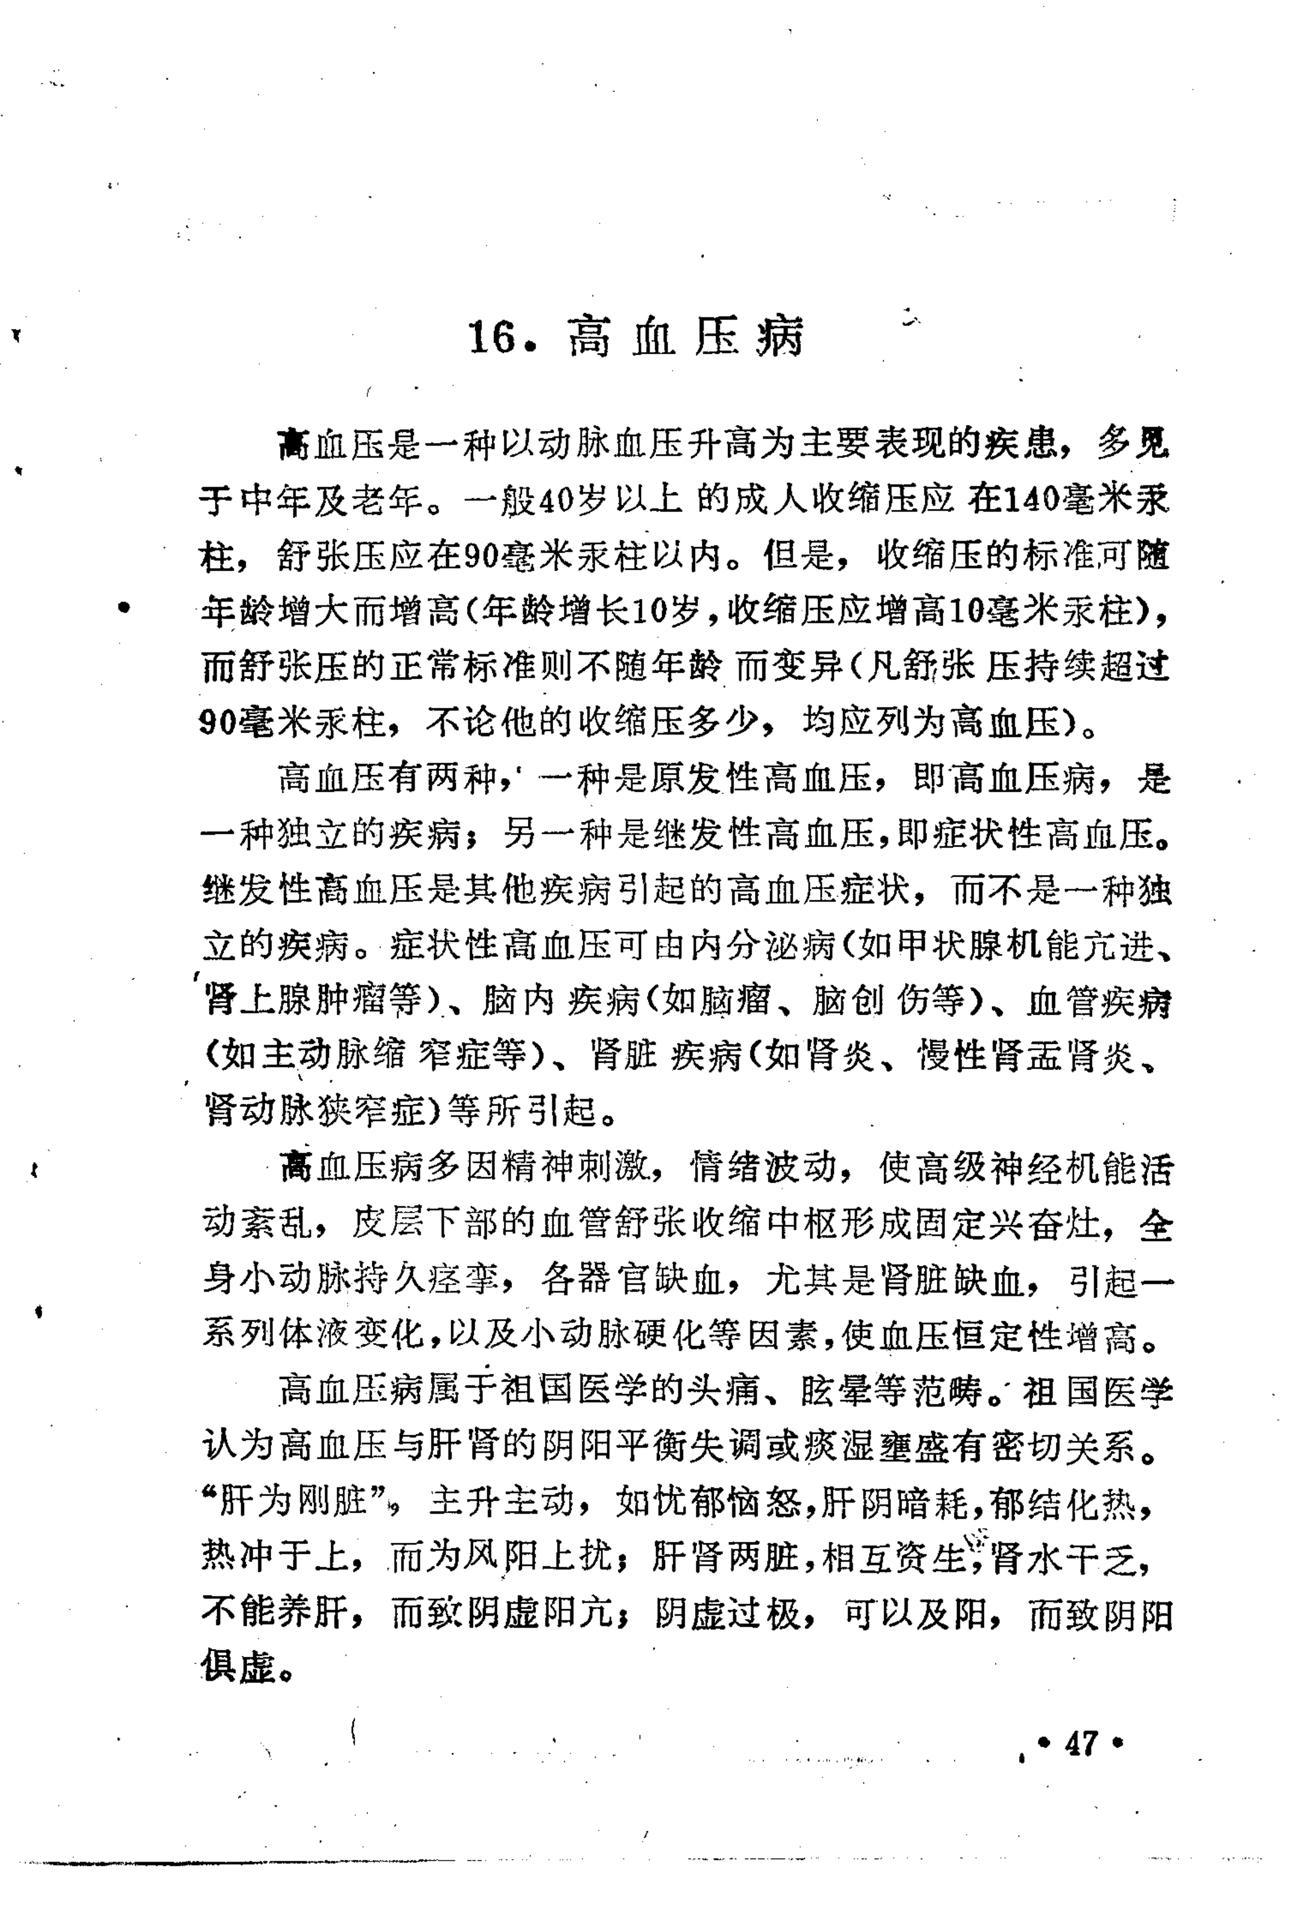 16．高血压病
高血压是一种以动脉血压升高为主要表现的疾患，多见
于中年及老年。一般40岁以上的成人收缩压应在140毫米汞
柱，舒张压应在90毫米汞柱以内。但是，收缩压的标准可随
年龄增大而增高（年龄增长10岁，收缩压应增高10毫米汞柱），
而舒张压的正常标准则不随年龄而变异（凡舒张压持续超过
90毫米汞柱，不论他的收缩压多少，均应列为高血压）。
高血压有两种，一种是原发性高血压，即高血压病，是
一种独立的疾病；另一种是继发性高血压，即症状性高血压。
继发性高血压是其他疾病引起的高血压症状，而不是一种独
立的疾病。症状性高血压可由内分泌病（如甲状腺机能亢进、
肾上腺肿瘤等）、脑内疾病（如脑瘤、脑创伤等）、血管疾病
（如主动脉缩窄症等）、肾脏疾病（如肾炎、慢性肾盂肾炎、
肾动脉狭窄症）等所引起。
高血压病多因精神刺激，情绪波动，使高级神经机能活
动紊乱，皮层下部的血管舒张收缩中枢形成固定兴奋灶，全
身小动脉持久痉挛，各器官缺血，尤其是肾脏缺血，引起一
系列体液变化，以及小动脉硬化等因素，使血压恒定性增高。
高血压病属于祖国医学的头痛、眩晕等范畴。祖国医学
认为高血压与肝肾的阴阳平衡失调或痰湿壅盛有密切关系。
“肝为刚脏”，主升主动，如忧郁恼怒，肝阴暗耗，郁结化热，
热冲于上，而为风阳上扰；肝肾两脏，相互资生，肾水干乏，
不能养肝，而致阴虚阳亢；阴虚过极，可以及阳，而致阴阳
俱虚。
• 47 •